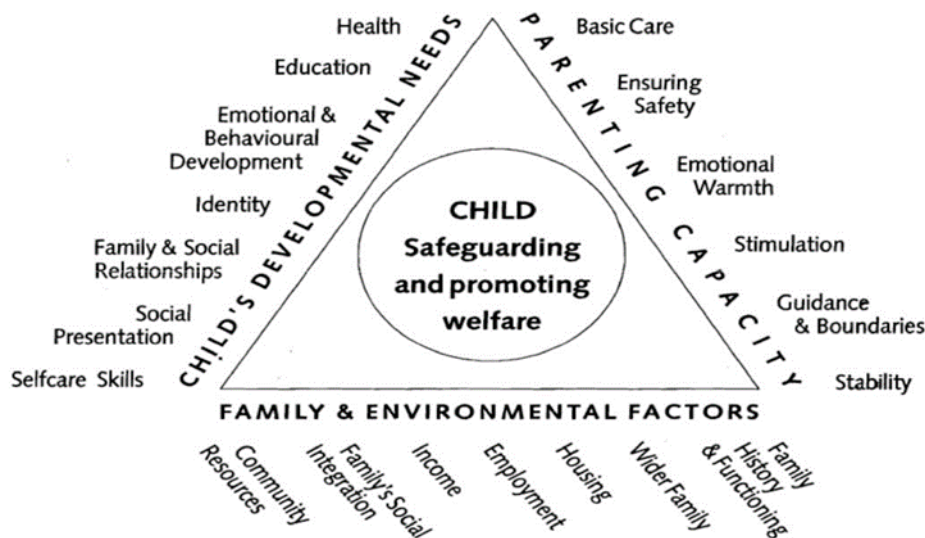 Health
Education
Emotional &
Behavioural
Development
Identity
Family & Social
Relationships
Social
Presentation
Selfcare Skills
CHILD'S DEVELOPMENTAL NEEDS
CHILD
Safeguarding
and promoting
welfare
PARENTING CAPACITY
Basic Care
Ensuring
Safety
Emotional
Warmth
Stimulation
Guidance
& Boundaries
Stability
FAMILY & ENVIRONMENTAL FACTORS
Community
Resources
Family's Social
Integration
Income
Employment
Housing
Wider Family
Family
History
& Functioning